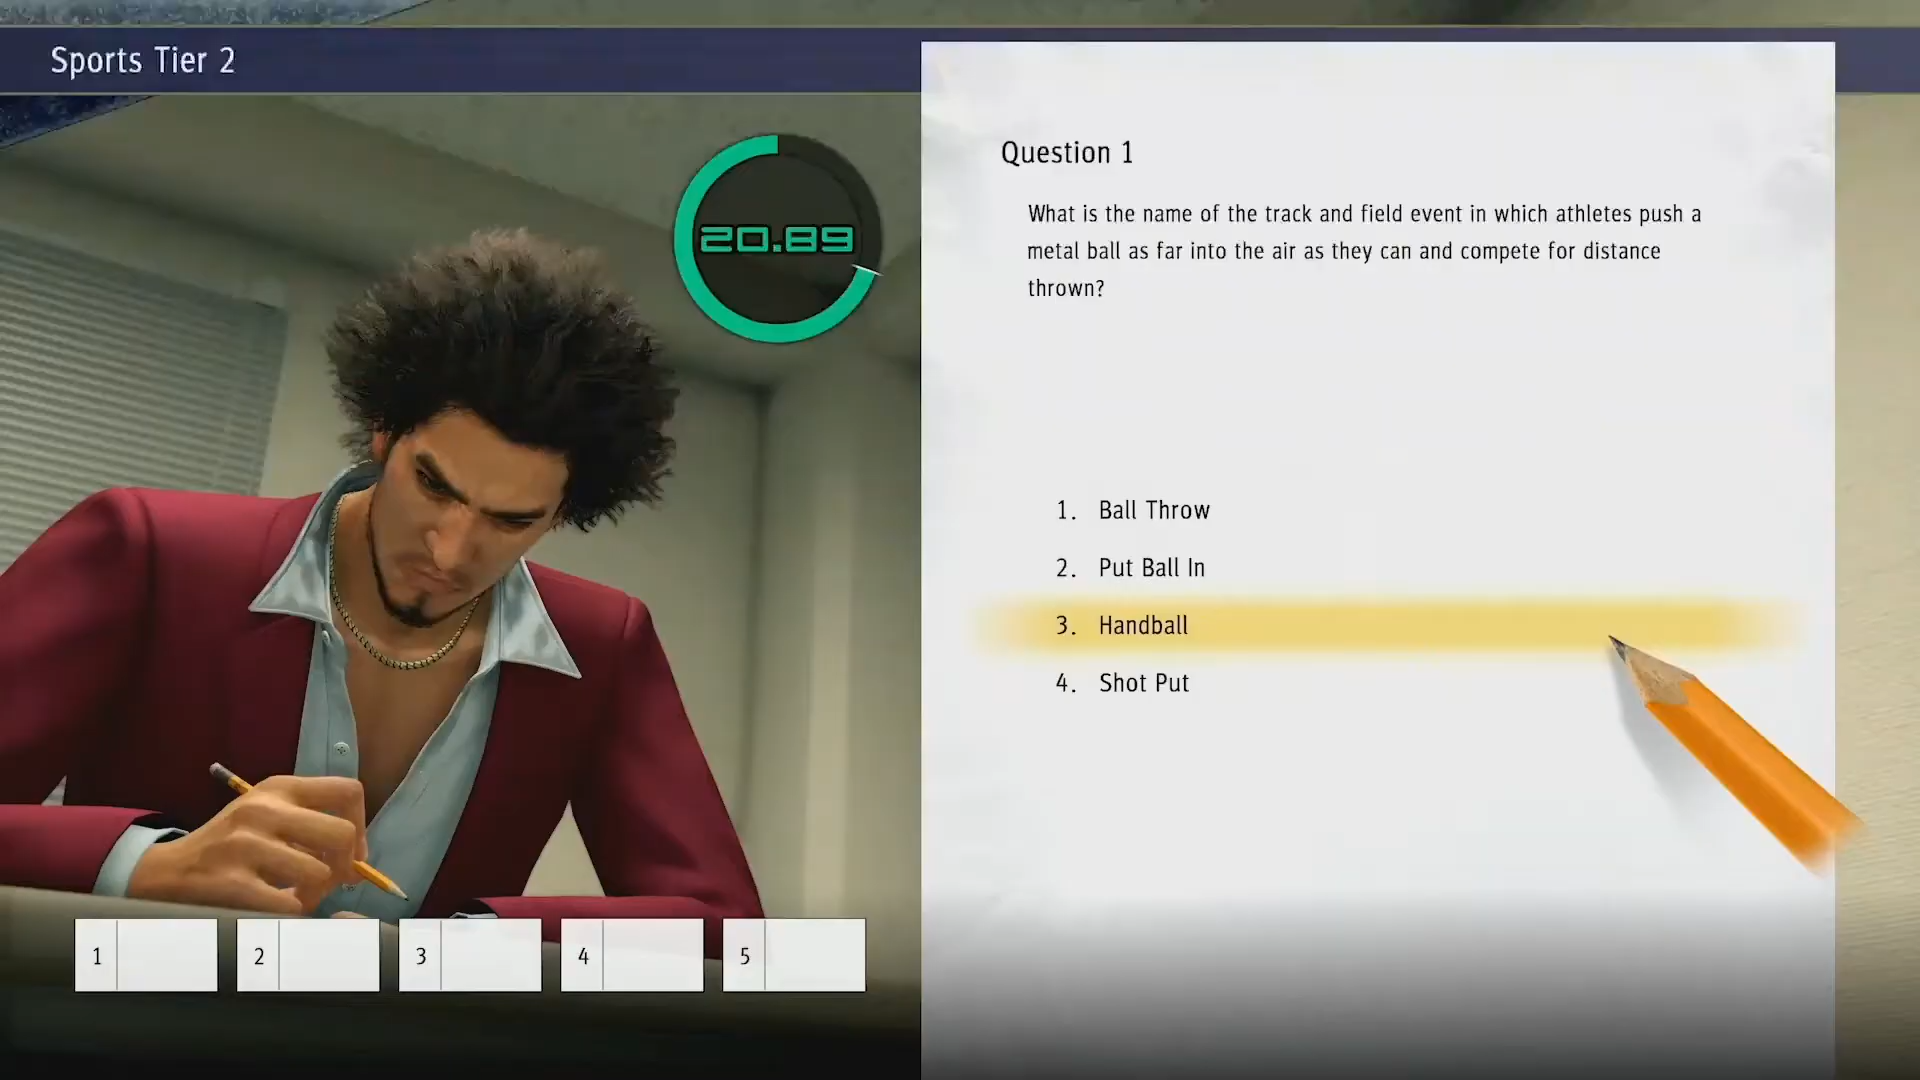 Sports Tier 2
20.89
Question 1
What is the name of the track and field event in which athletes push a
metal ball as far into the air as they can and compete for distance
thrown?
1. Ball Throw
2. Put Ball In
3. Handball
4. Shot Put
1
2
3
4
5